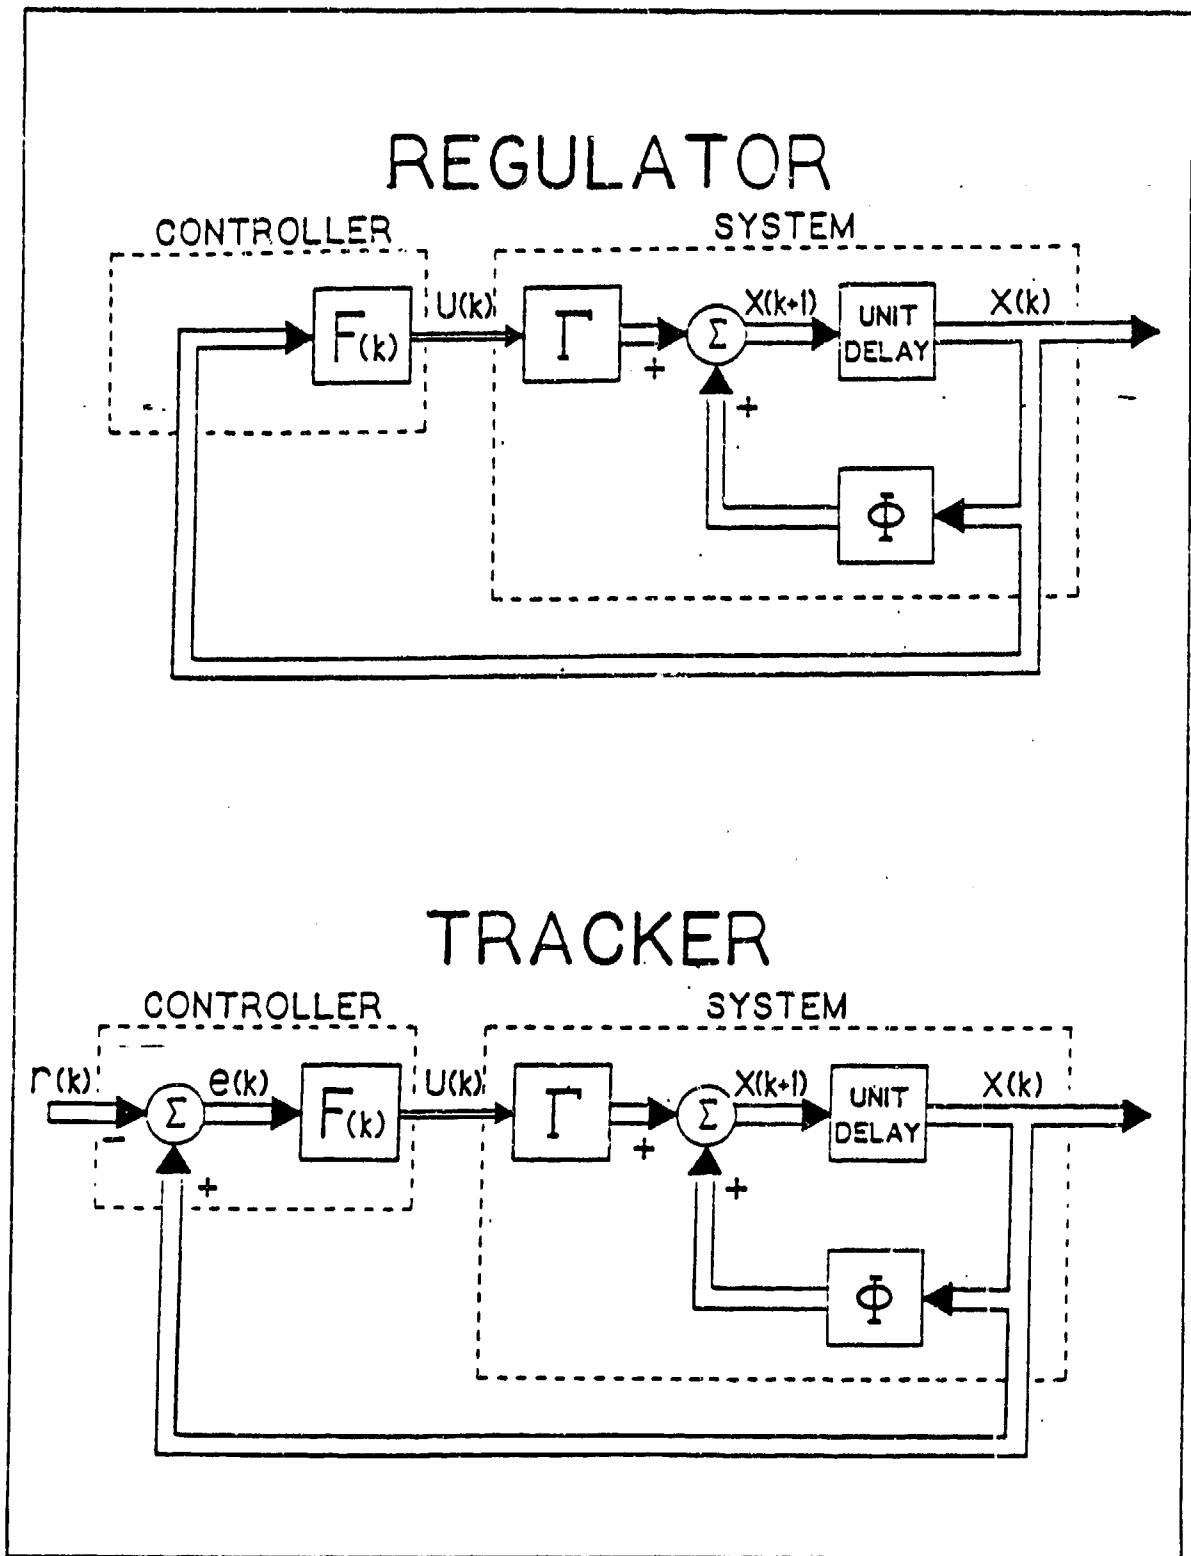 REGULATOR
CONTROLLER SYSTEM
F(k) U(k) Γ + Σ X(k+1) UNIT DELAY X(k)
+
Φ
TRACKER
CONTROLLER SYSTEM
r(k) - Σ e(k) F(k) U(k) Γ + Σ X(k+1) UNIT DELAY X(k)
+ +
Φ